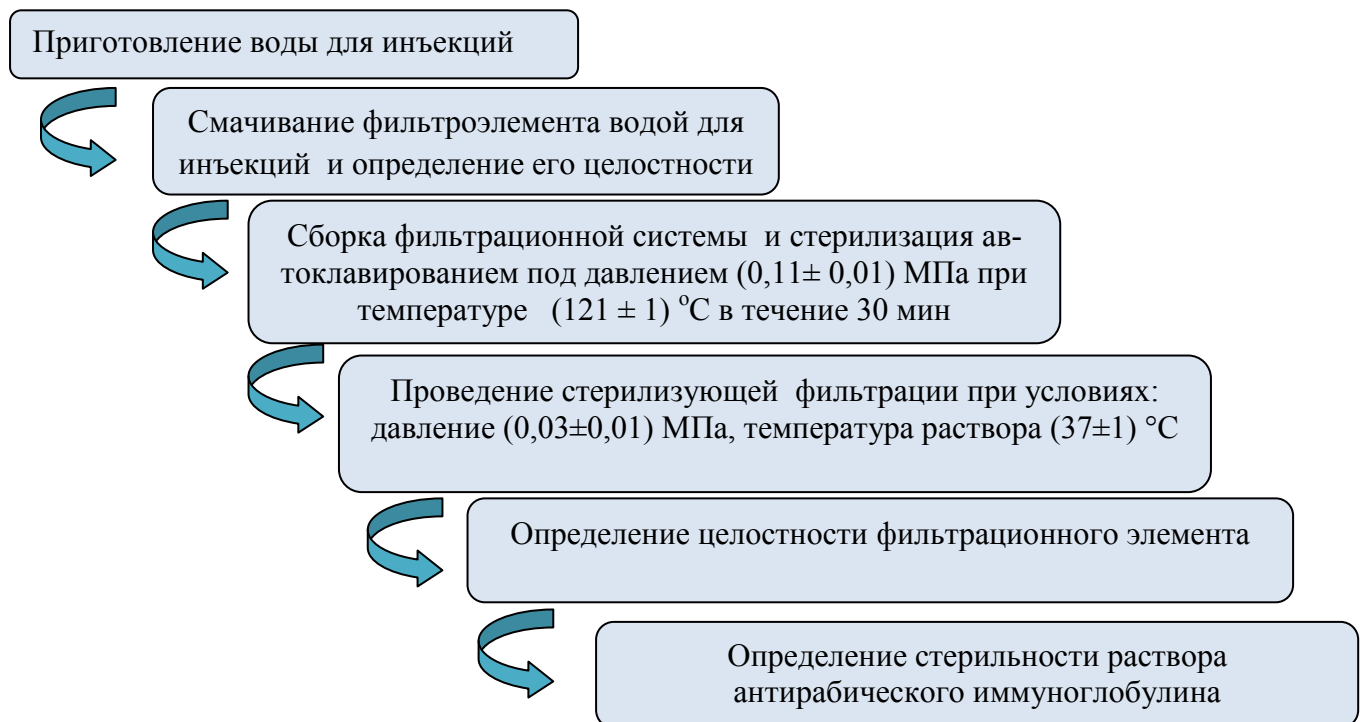 Приготовление воды для инъекций
Смачивание фильтроэлемента водой для
инъекций и определение его целостности
Сборка фильтрационной системы и стерилизация ав-
токлавированием под давлением (0,11± 0,01) МПа при
температуре (121 ± 1) °С в течение 30 мин
Проведение стерилизующей фильтрации при условиях:
давление (0,03±0,01) МПа, температура раствора (37±1) °С
Определение целостности фильтрационного элемента
Определение стерильности раствора
антирабического иммуноглобулина